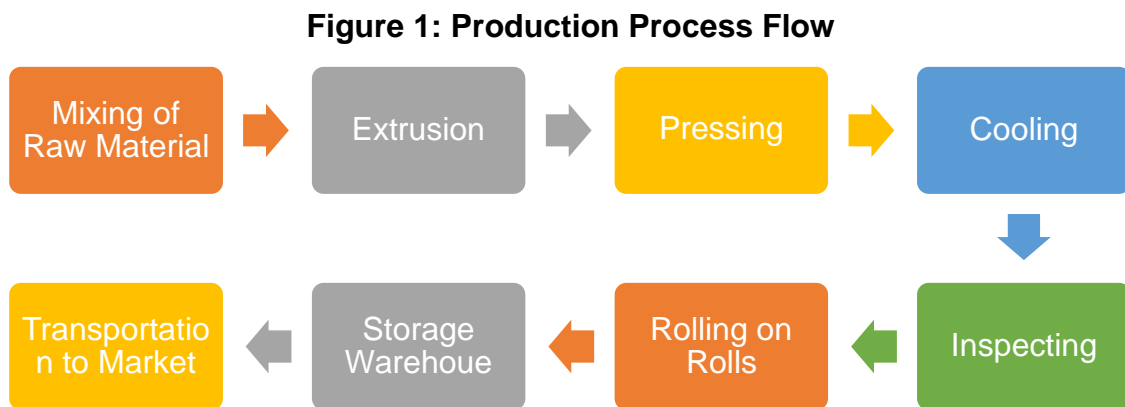 Figure 1: Production Process Flow
Mixing of
Raw Material
Extrusion
Pressing
Cooling
Inspecting
Rolling on
Rolls
Storage
Warehoue
Transportatio
n to Market